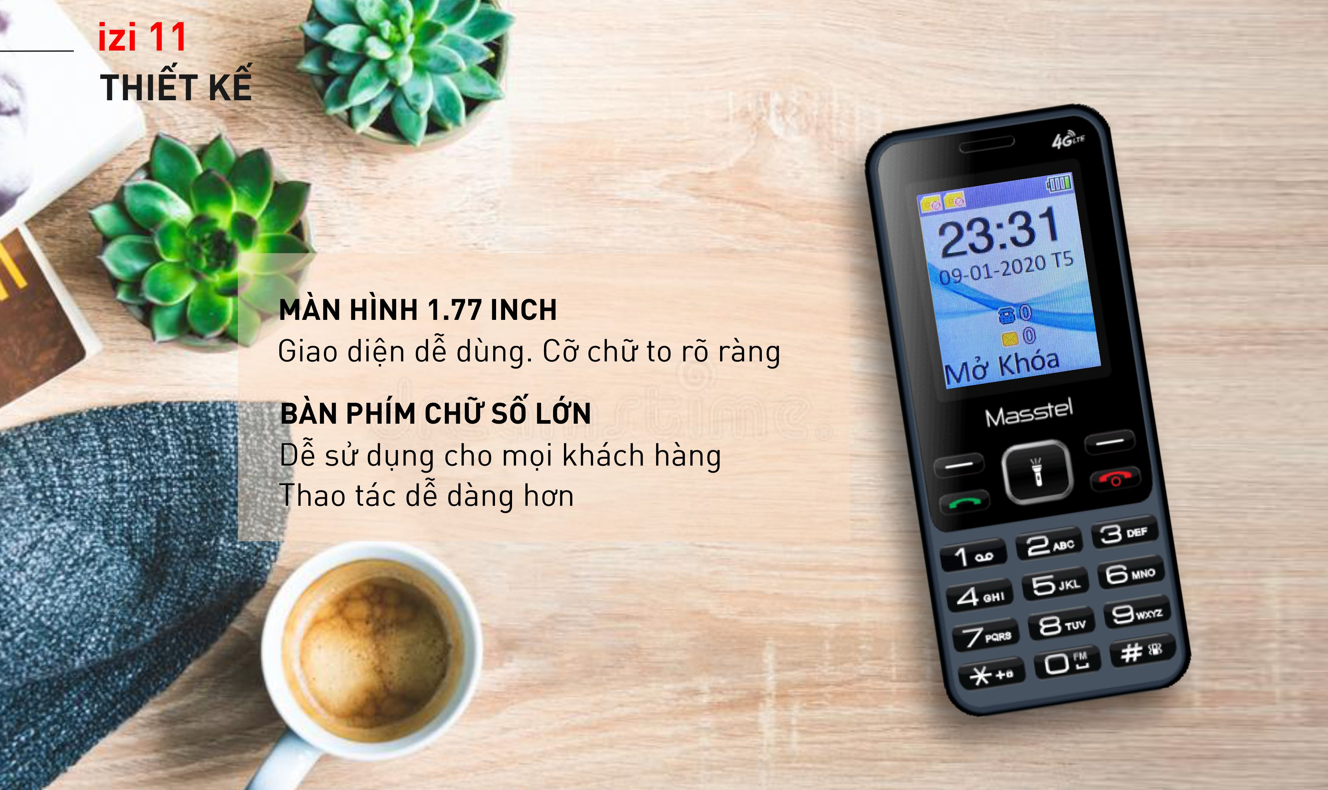 izi 11
THIẾT KẾ
MÀN HÌNH 1.77 INCH
Giao diện dễ dùng. Cỡ chữ to rõ ràng
BÀN PHÍM CHỮ SỐ LỚN
Dễ sử dụng cho mọi khách hàng
Thao tác dễ dàng hơn
dreamstime.
4G LTE
23:31
09-01-2020 T5
0
0
Mở Khóa
Masstel
1 2 ABC 3 DEF
4 GHI 5 JKL 6 MNO
7 PQRS 8 TUV 9 WXYZ
* + 0 FM #